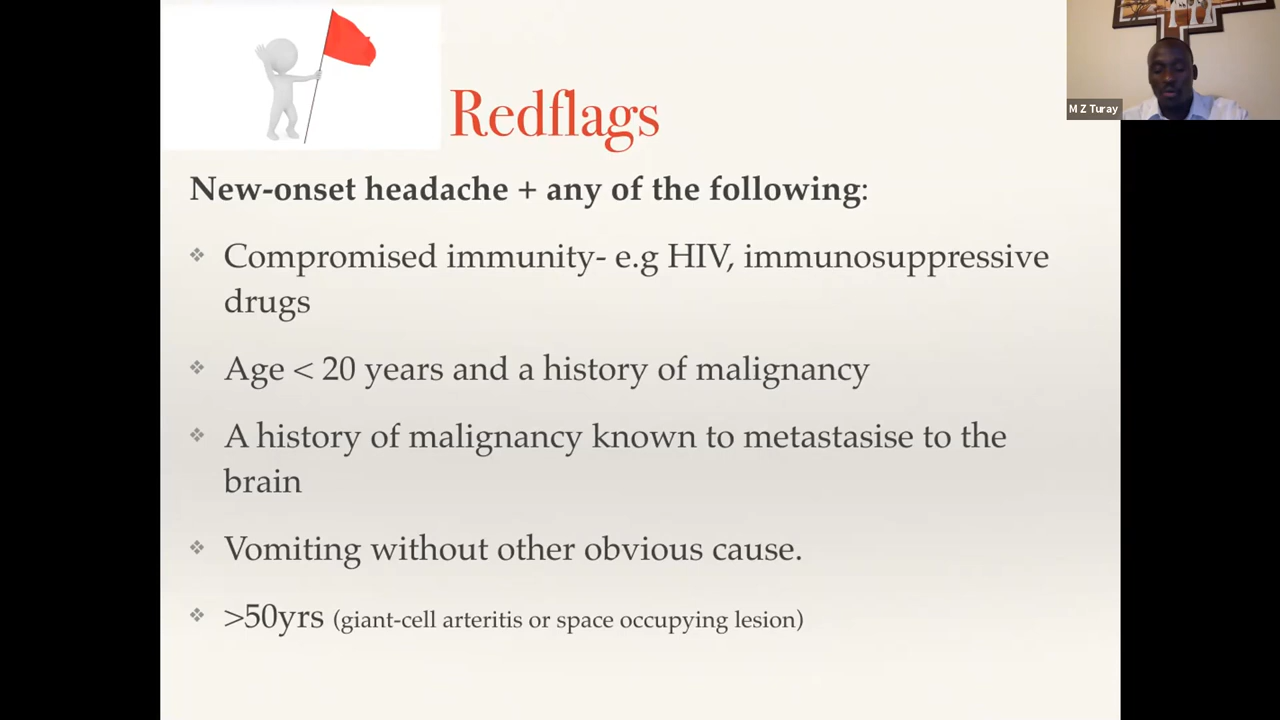 Redflags
New-onset headache + any of the following:
Compromised immunity- e.g HIV, immunosuppressive
drugs
Age < 20 years and a history of malignancy
A history of malignancy known to metastasise to the
brain
Vomiting without other obvious cause.
>50yrs (giant-cell arteritis or space occupying lesion)
M Z Turay